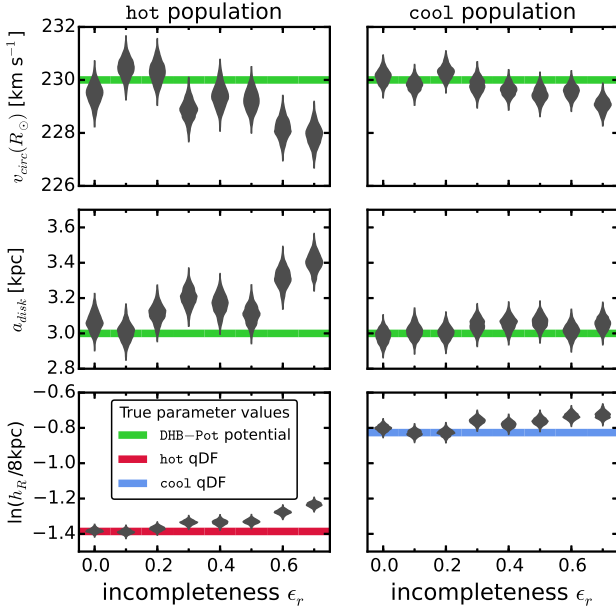 hot population
cool population
232
230
228
226
v_circ(R_⊙) [km s⁻¹]
3.8
3.4
3.0
2.8
a_disk [kpc]
−0.6
−0.8
−1.0
−1.2
−1.4
ln(h_R/8kpc)
True parameter values
DHB−Pot potential
hot qDF
cool qDF
0.0 0.2 0.4 0.6
0.0 0.2 0.4 0.6
incompleteness ϵ_r
incompleteness ϵ_r